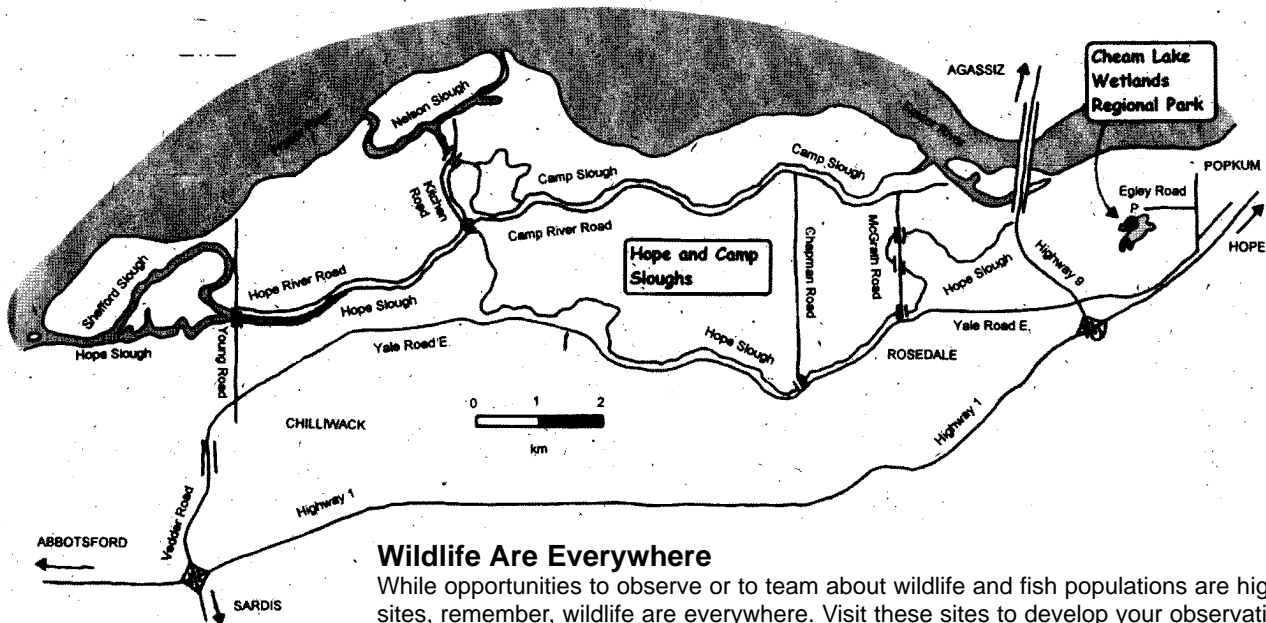 AGASSIZ
Cheam Lake
Wetlands
Regional Park
Nelson Slough
Camp Slough
Camp Slough
Kitchen
Road
POPKUM
Egley Road
P
HOPE
Camp River Road
Hope and Camp
Sloughs
Chapman Road
McGrath Road
Hope Slough
Highway 9
Shefford Slough
Hope River Road
Hope Slough
Hope Slough
Young Road
Yale Road E.
Hope Slough
Yale Road E.
ROSEDALE
0 1 2
km
CHILLIWACK
Highway 1
Highway 1
Vedder Road
ABBOTSFORD
SARDIS
Wildlife Are Everywhere
While opportunities to observe or to team about wildlife and fish populations are hig
sites, remember, wildlife are everywhere. Visit these sites to develop your observati